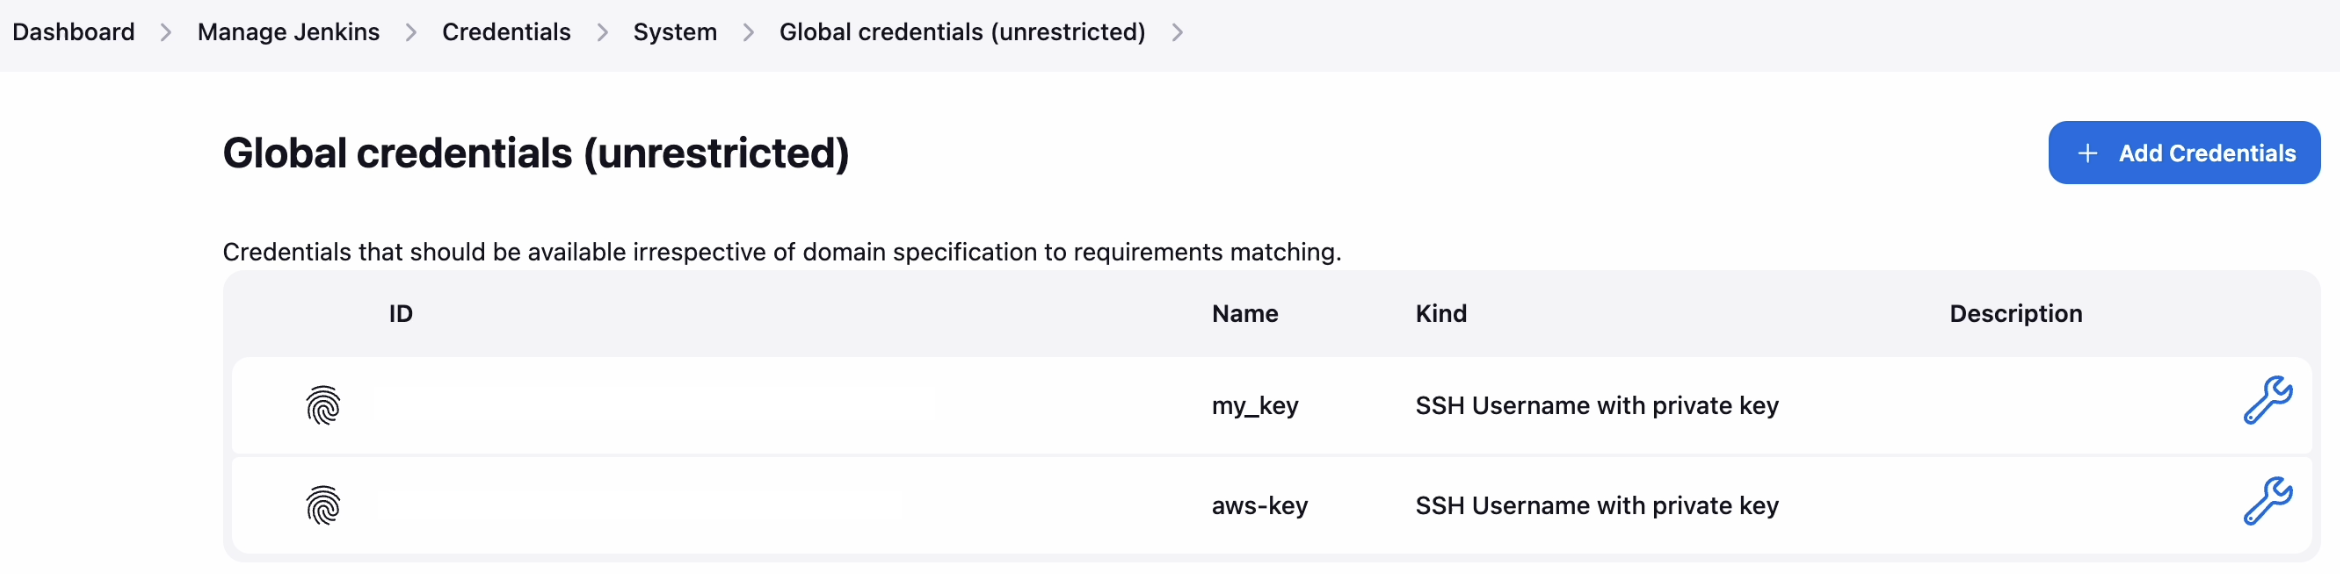 Dashboard > Manage Jenkins > Credentials > System > Global credentials (unrestricted) >
Global credentials (unrestricted)
+ Add Credentials
Credentials that should be available irrespective of domain specification to requirements matching.
ID Name Kind Description
my_key SSH Username with private key
aws-key SSH Username with private key